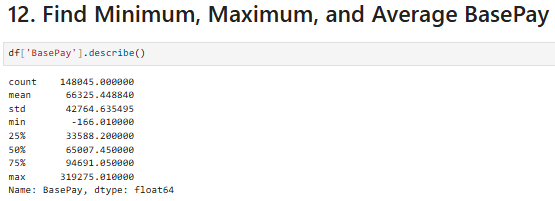 12. Find Minimum, Maximum, and Average BasePay
df['BasePay'].describe()
count    148045.000000
mean      66325.448840
std       42764.635495
min        -166.010000
25%       33588.200000
50%       65007.450000
75%       94691.050000
max      319275.010000
Name: BasePay, dtype: float64